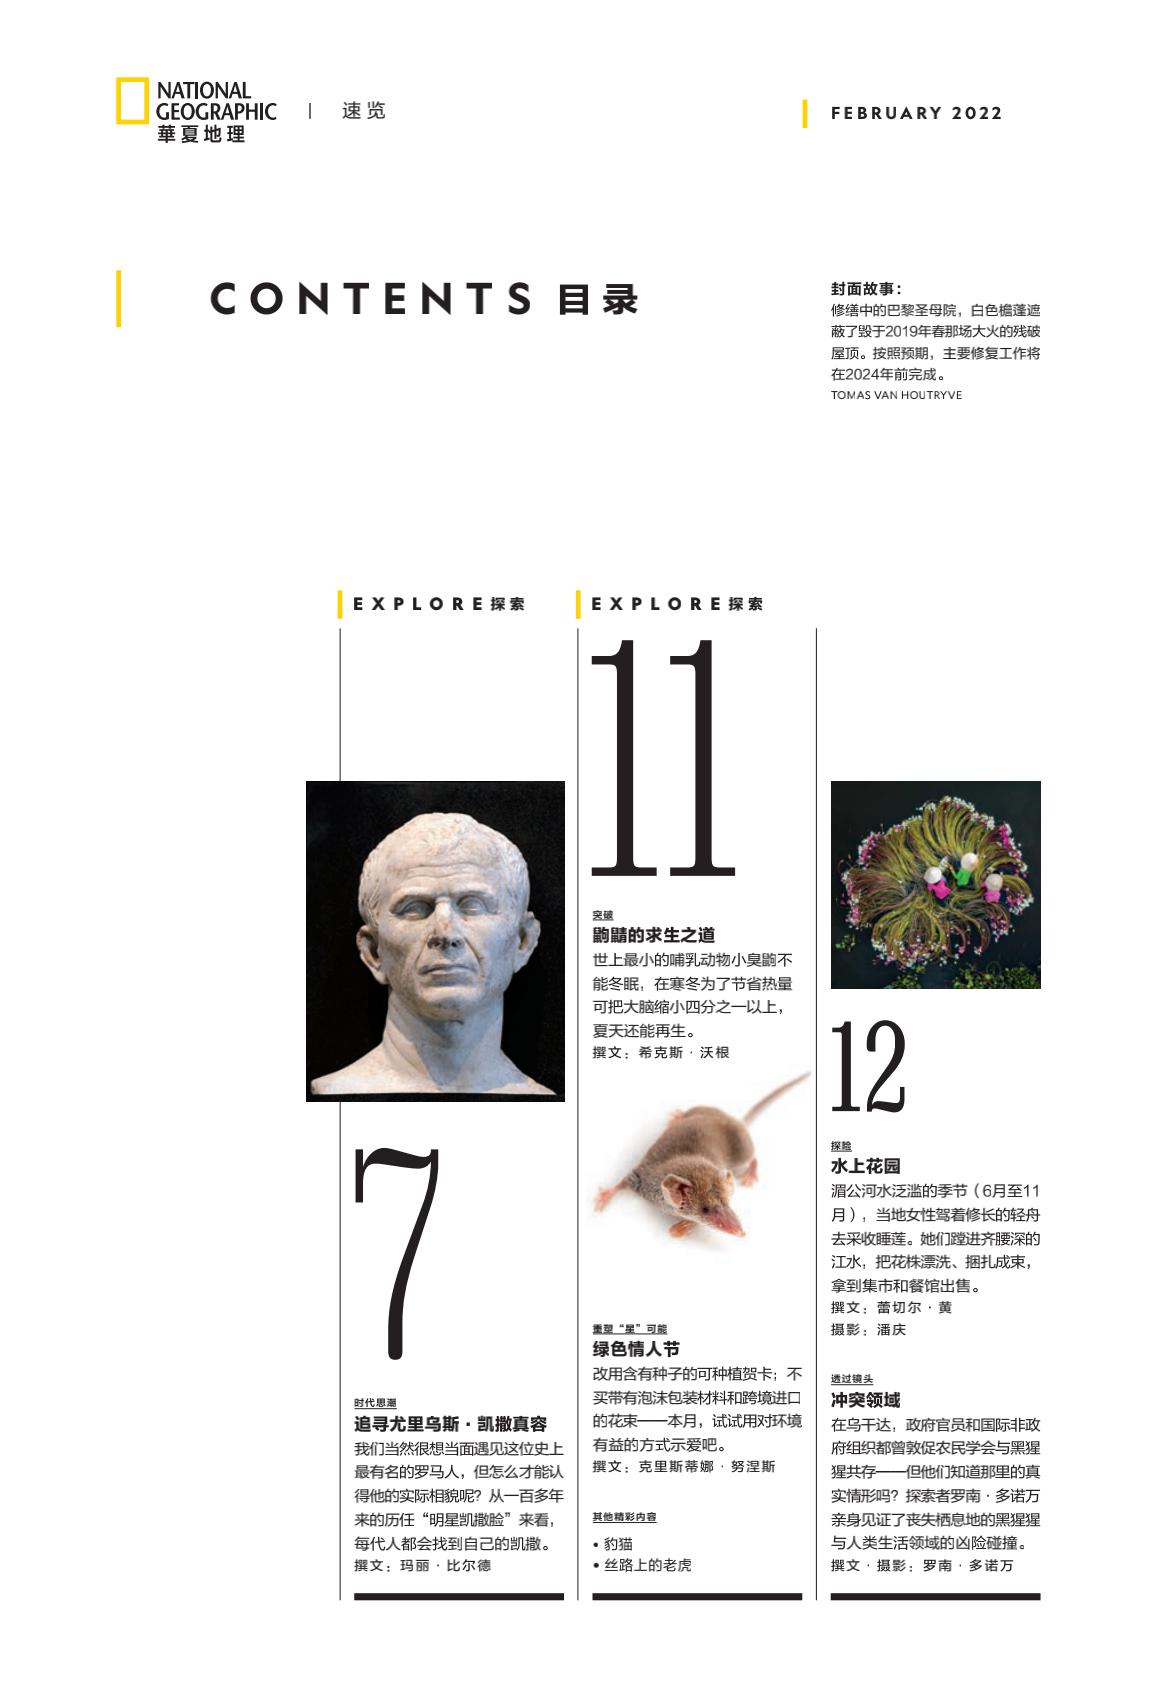 NATIONAL
GEOGRAPHIC
華夏地理
速览
FEBRUARY 2022
CONTENTS 目录
封面故事：
修缮中的巴黎圣母院，白色檐蓬遮
蔽了毁于2019年春那场大火的残破
屋顶。按照预期，主要修复工作将
在2024年前完成。
TOMAS VAN HOUTRYVE
EXPLORE探索
7
时代思潮
追寻尤里乌斯·凯撒真容
我们当然很想当面遇见这位史上
最有名的罗马人，但怎么才能认
得他的实际相貌呢？从一百多年
来的历任“明星凯撒脸”来看，
每代人都会找到自己的凯撒。
撰文：玛丽·比尔德
EXPLORE探索
11
突破
鼩鼱的求生之道
世上最小的哺乳动物小臭鼩不
能冬眠，在寒冬为了节省热量
可把大脑缩小四分之一以上，
夏天还能再生。
撰文：希克斯·沃根
重塑“星”可能
绿色情人节
改用含有种子的可种植贺卡；不
买带有泡沫包装材料和跨境进口
的花束——本月，试试用对环境
有益的方式示爱吧。
撰文：克里斯蒂娜·努涅斯
其他精彩内容
• 豹猫
• 丝路上的老虎
12
探险
水上花园
湄公河水泛滥的季节（6月至11
月），当地女性驾着修长的轻舟
去采收睡莲。她们蹚进齐腰深的
江水，把花株漂洗、捆扎成束，
拿到集市和餐馆出售。
撰文：蕾切尔·黄
摄影：潘庆
透过镜头
冲突领域
在乌干达，政府官员和国际非政
府组织都曾敦促农民学会与黑猩
猩共存——但他们知道那里的真
实情形吗？探索者罗南·多诺万
亲身见证了丧失栖息地的黑猩猩
与人类生活领域的凶险碰撞。
撰文·摄影：罗南·多诺万